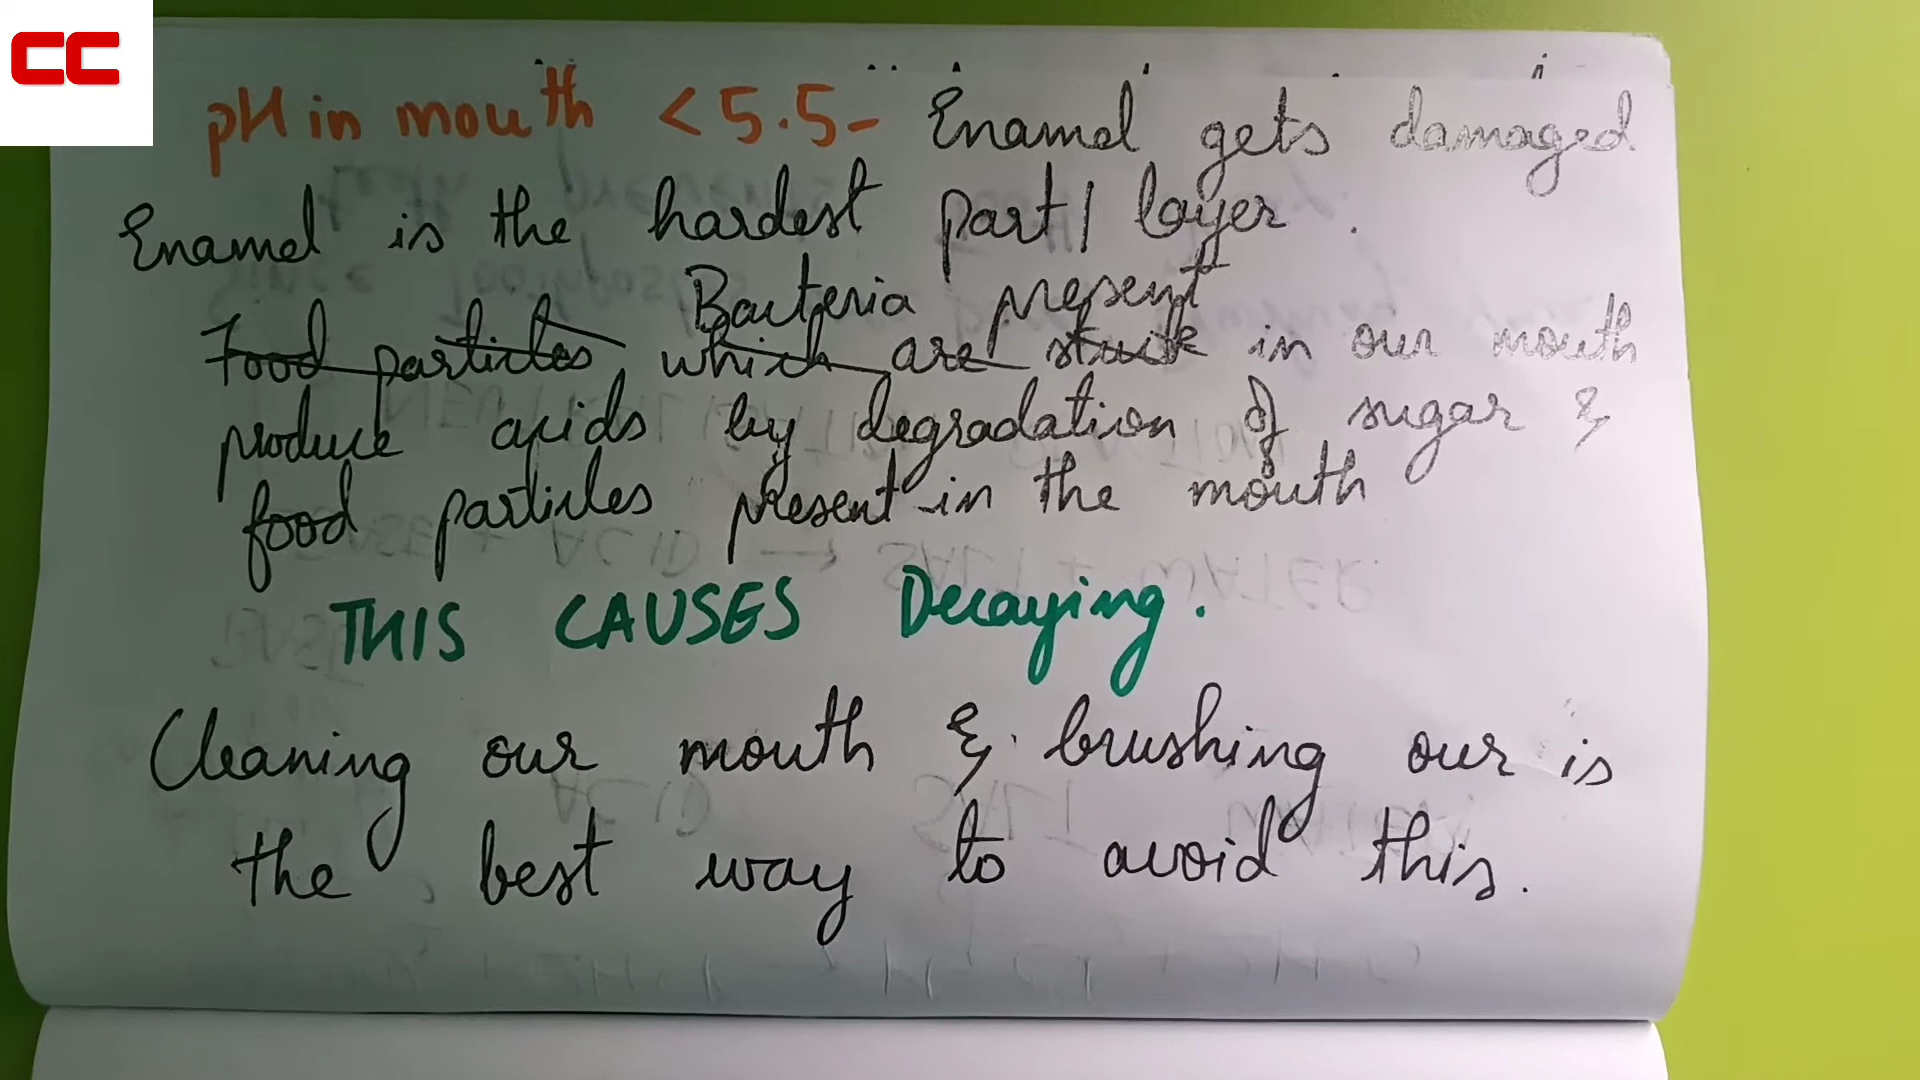 CC
pH in mouth < 5.5 - Enamel gets damaged
Enamel is the hardest part / layer .
Bacteria present
Food particles which are stuck in our mouth
produce acids by degradation of sugar &
food particles present in the mouth
THIS CAUSES Decaying.
Cleaning our mouth & brushing our is
the best way to avoid this.